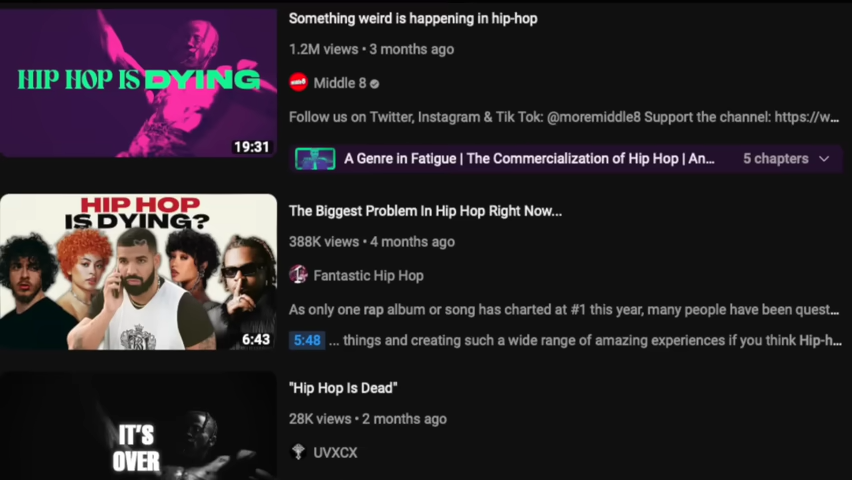 Something weird is happening in hip-hop
1.2M views • 3 months ago
Middle 8
Follow us on Twitter, Instagram & Tik Tok: @moremiddle8 Support the channel: https://w...
A Genre in Fatigue | The Commercialization of Hip Hop | An...
5 chapters
HIP HOP IS DYING
19:31
HIP HOP
IS DYING?
6:43
The Biggest Problem In Hip Hop Right Now...
388K views • 4 months ago
Fantastic Hip Hop
As only one rap album or song has charted at #1 this year, many people have been quest...
5:48 ... things and creating such a wide range of amazing experiences if you think Hip-h...
IT'S
OVER
"Hip Hop Is Dead"
28K views • 2 months ago
UVXCX